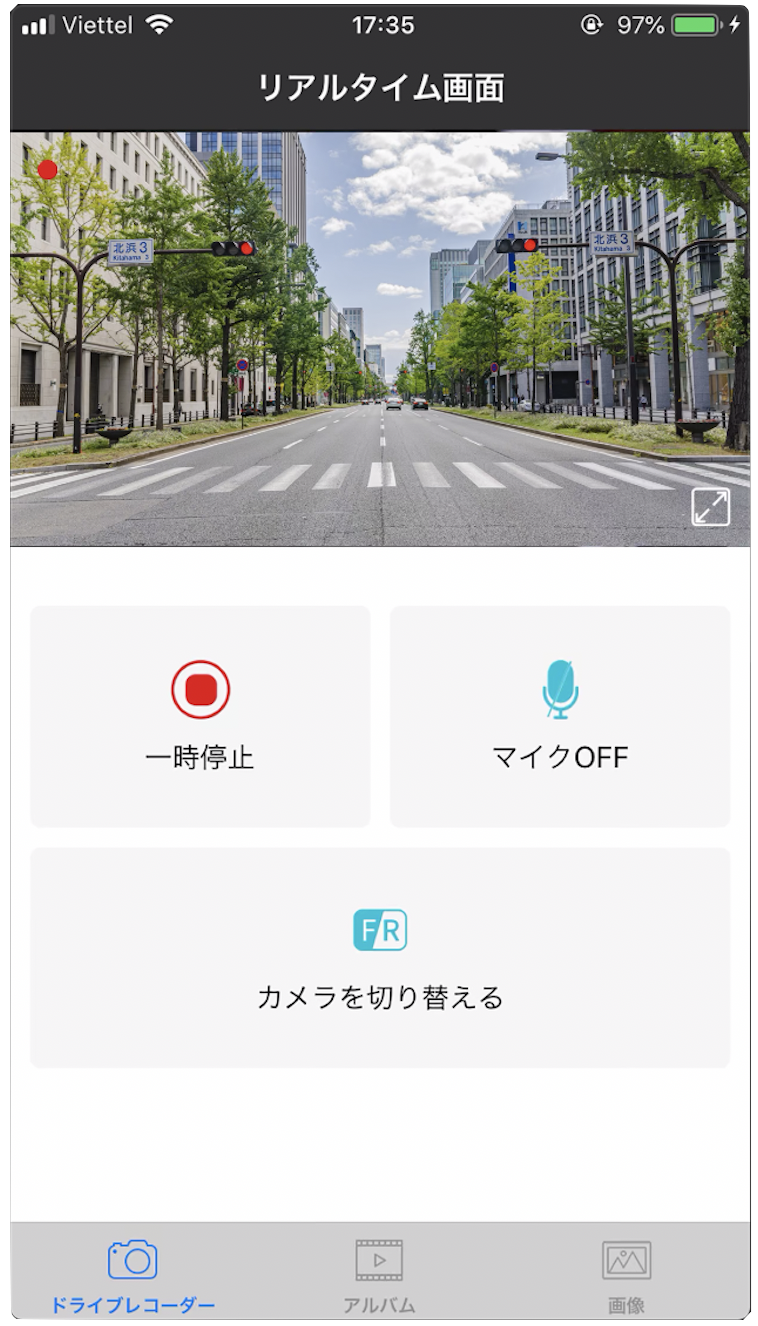 Viettel 17:35 97%
リアルタイム画面
北浜3
Kitahama 3
北浜3
Kitahama 3
一時停止
マイクOFF
FR
カメラを切り替える
ドライブレコーダー アルバム 画像